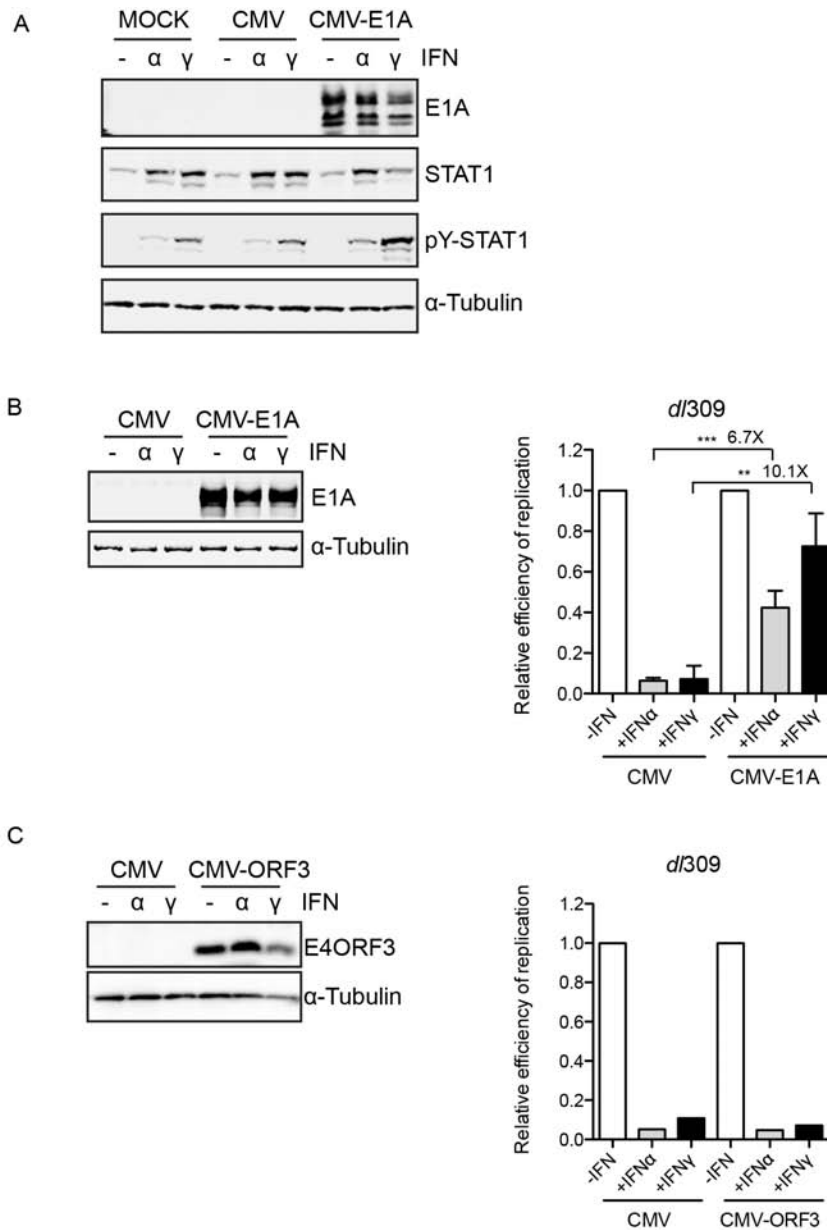 A
MOCK CMV CMV-E1A
- α γ - α γ - α γ IFN
E1A
STAT1
pY-STAT1
α-Tubulin
B
CMV CMV-E1A
- α γ - α γ IFN
E1A
α-Tubulin
dl309
*** 6.7X
** 10.1X
Relative efficiency of replication
1.2
1.0
0.8
0.6
0.4
0.2
0.0
-IFN +IFNα +IFNγ -IFN +IFNα +IFNγ
CMV CMV-E1A
C
CMV CMV-ORF3
- α γ - α γ IFN
E4ORF3
α-Tubulin
dl309
Relative efficiency of replication
1.2
1.0
0.8
0.6
0.4
0.2
0.0
-IFN +IFNα +IFNγ -IFN +IFNα +IFNγ
CMV CMV-ORF3